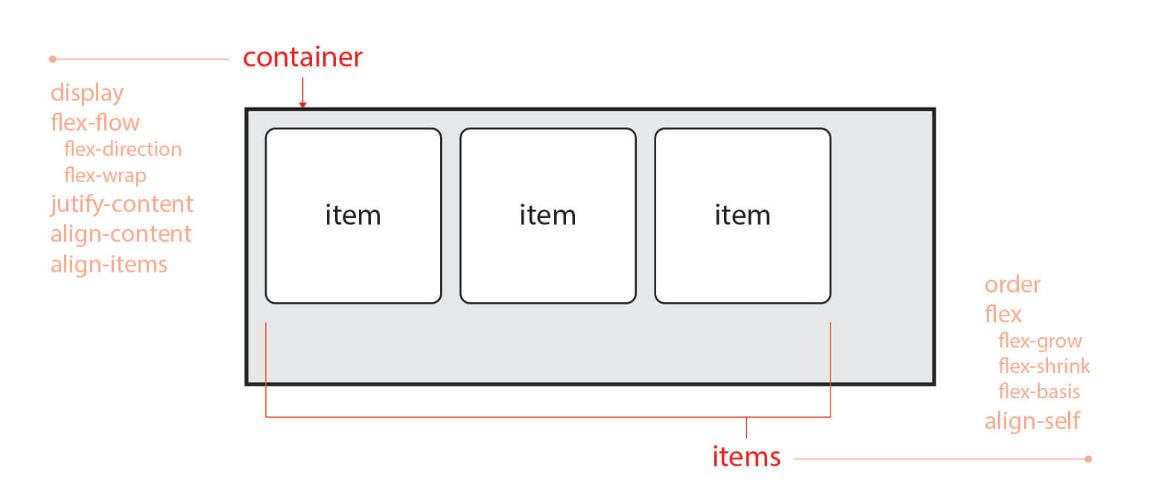 container
display
flex-flow
flex-direction
flex-wrap
jutify-content
align-content
align-items
item item item
order
flex
flex-grow
flex-shrink
flex-basis
align-self
items